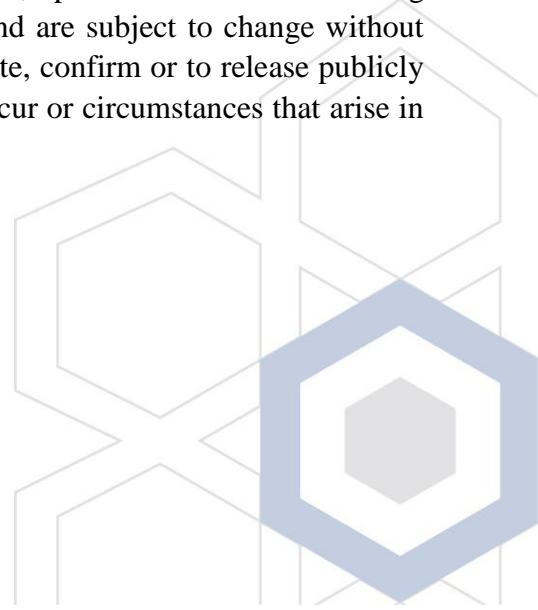 nd are subject to change without
te, confirm or to release publicly
cur or circumstances that arise in